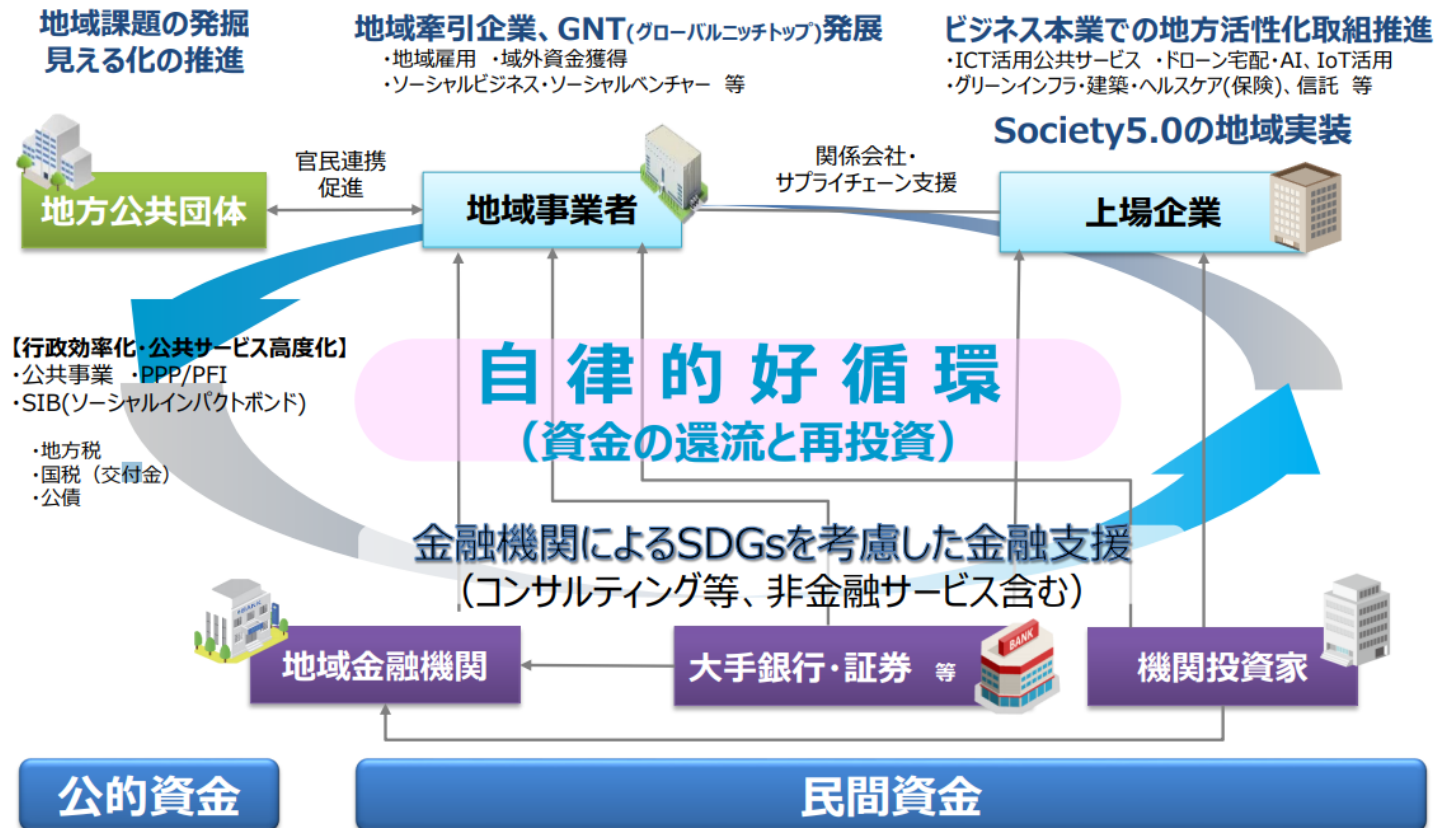 地域課題の発掘
見える化の推進
地域牽引企業、GNT(グローバルニッチトップ)発展
・地域雇用 ・域外資金獲得
・ソーシャルビジネス・ソーシャルベンチャー 等
ビジネス本業での地方活性化取組推進
・ICT活用公共サービス ・ドローン宅配・AI、IoT活用
・グリーンインフラ・建築・ヘルスケア(保険)、信託 等
Society5.0の地域実装
地方公共団体
官民連携
促進
地域事業者
関係会社・
サプライチェーン支援
上場企業
【行政効率化・公共サービス高度化】
・公共事業 ・PPP/PFI
・SIB(ソーシャルインパクトボンド)
・地方税
・国税（交付金）
・公債
自律的好循環
（資金の還流と再投資）
金融機関によるSDGsを考慮した金融支援
（コンサルティング等、非金融サービス含む）
BANK
地域金融機関
大手銀行・証券 等
BANK
機関投資家
公的資金
民間資金